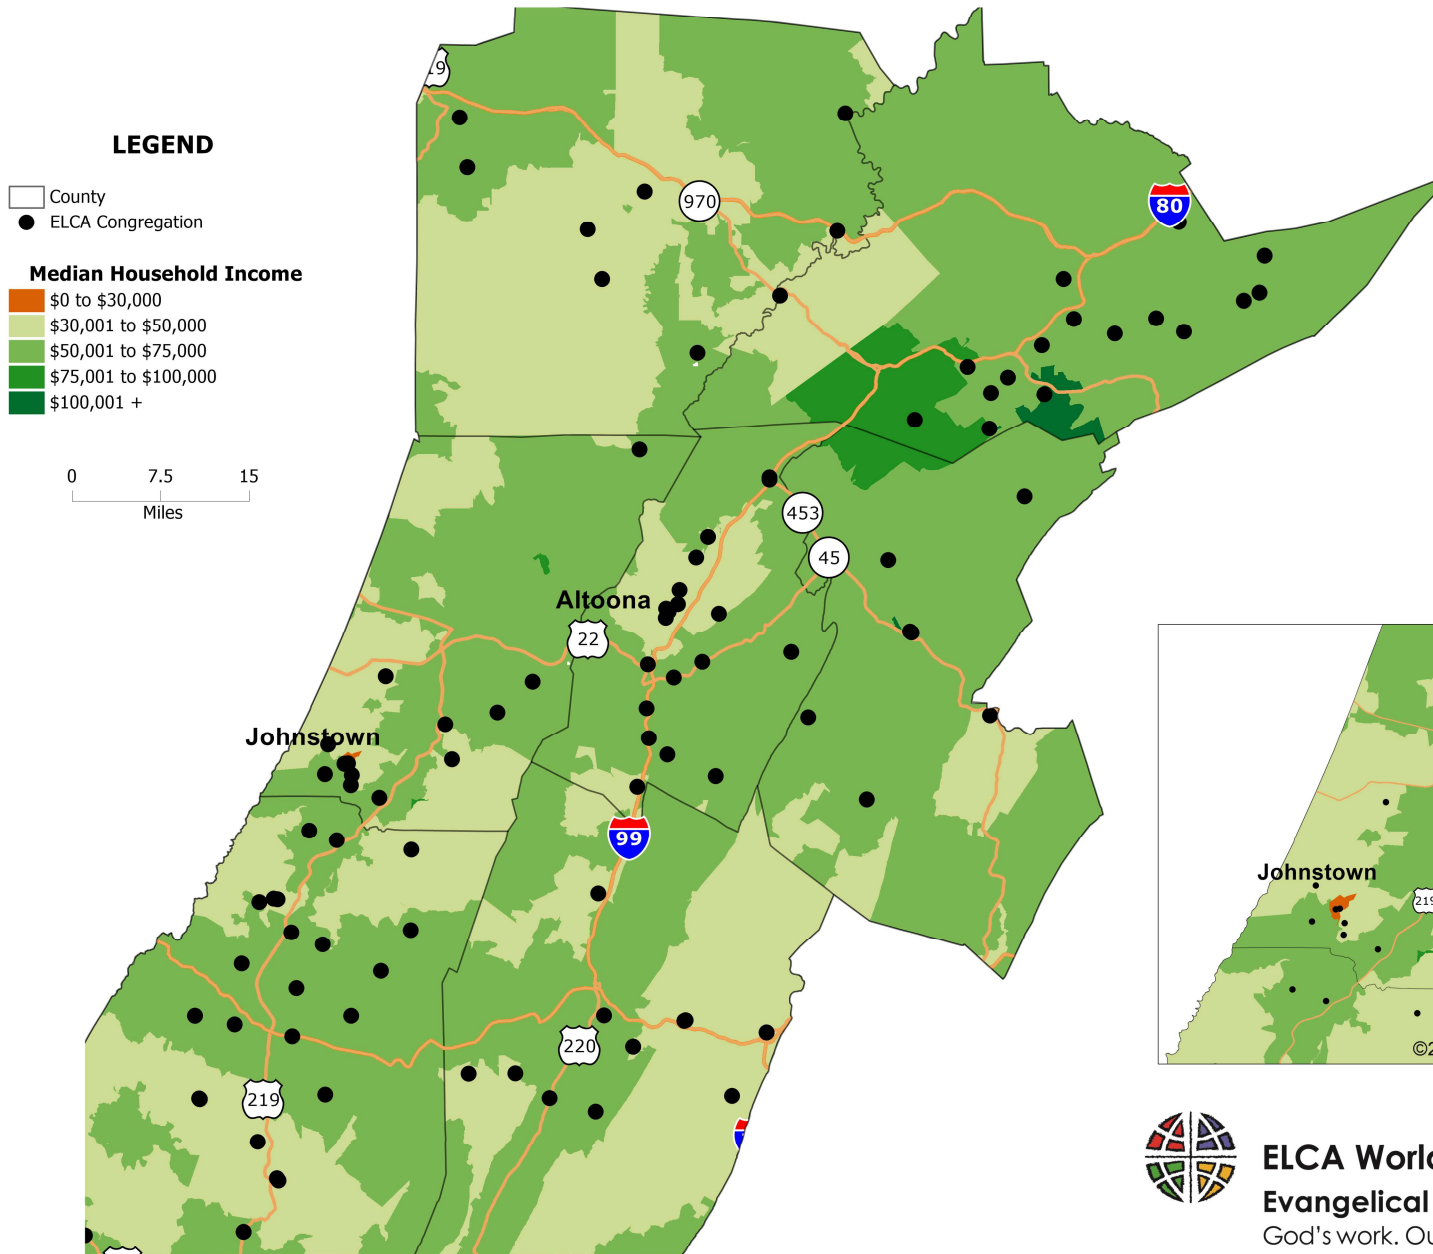 LEGEND
County
ELCA Congregation
Median Household Income
$0 to $30,000
$30,001 to $50,000
$50,001 to $75,000
$75,001 to $100,000
$100,001 +
0 7.5 15
Miles
19
970
80
453
45
Altoona
22
Johnstown
99
220
219
Johnstown
219
©2
ELCA Worl
Evangelical
God's work. Ou